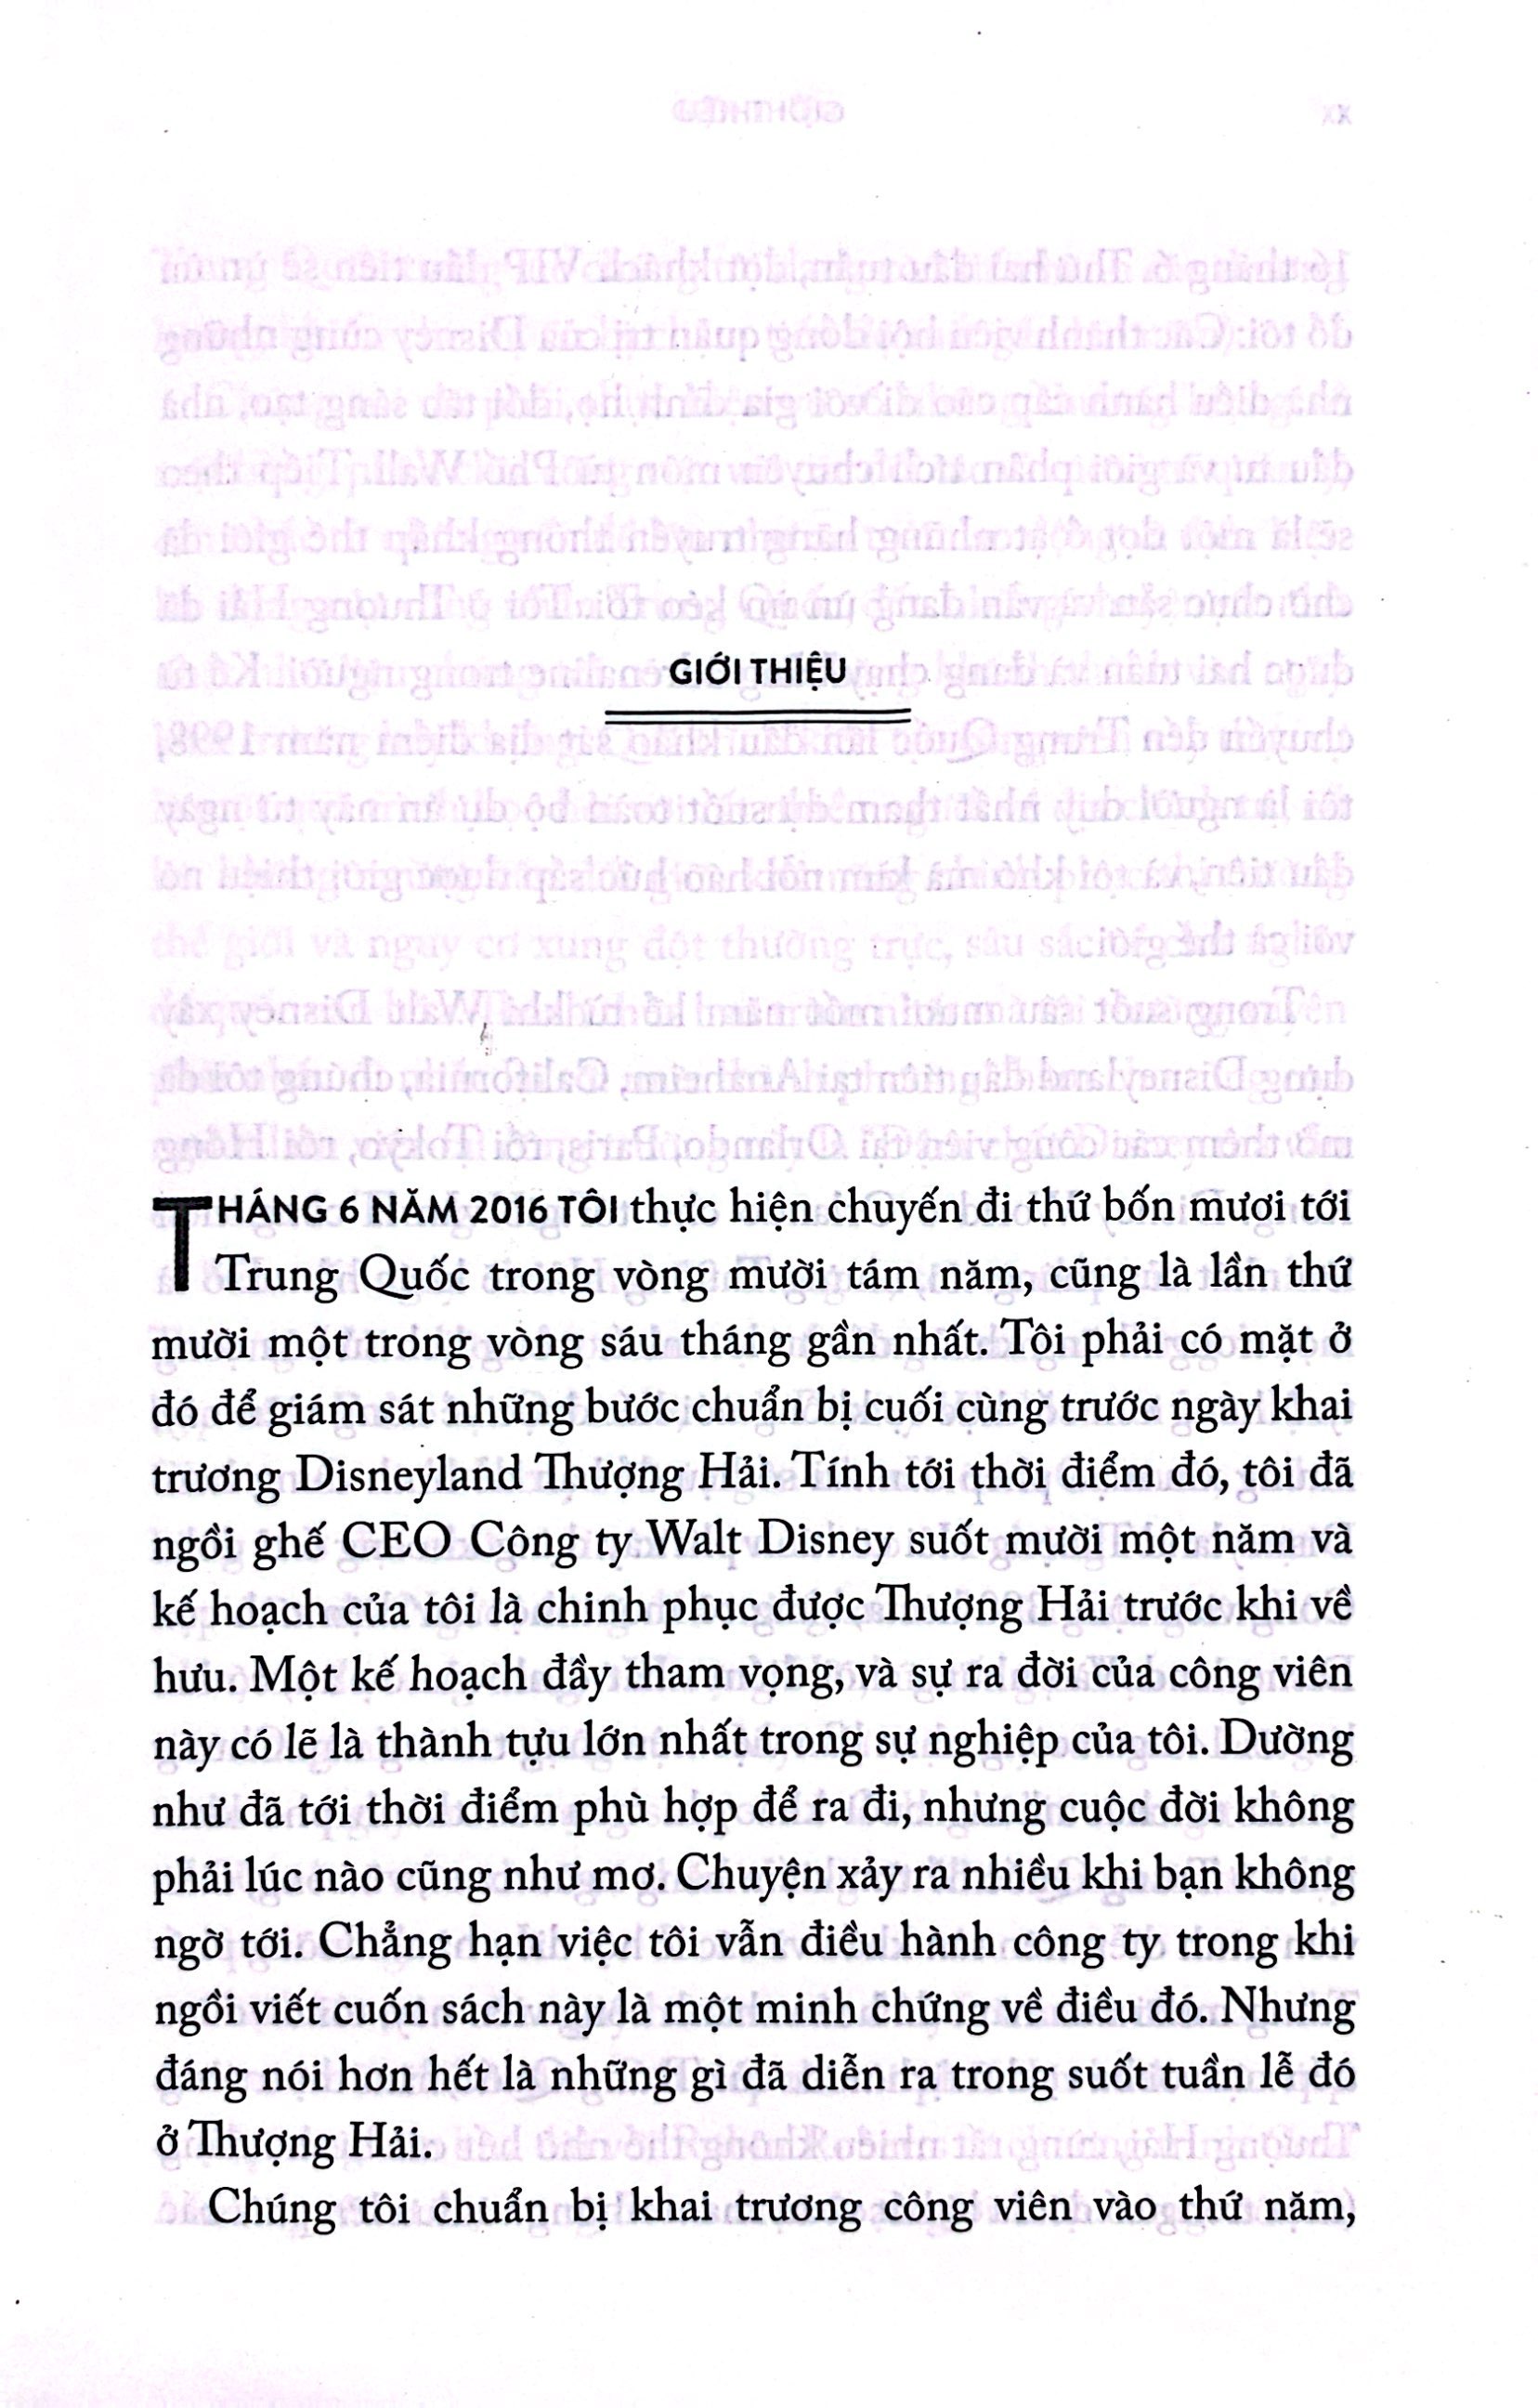 GIỚI THIỆU
THÁNG 6 NĂM 2016 TÔI thực hiện chuyến đi thứ bốn mươi tới
Trung Quốc trong vòng mười tám năm, cũng là lần thứ
mười một trong vòng sáu tháng gần nhất. Tôi phải có mặt ở
đó để giám sát những bước chuẩn bị cuối cùng trước ngày khai
trương Disneyland Thượng Hải. Tính tới thời điểm đó, tôi đã
ngồi ghế CEO Công ty Walt Disney suốt mười một năm và
kế hoạch của tôi là chinh phục được Thượng Hải trước khi về
hưu. Một kế hoạch đầy tham vọng, và sự ra đời của công viên
này có lẽ là thành tựu lớn nhất trong sự nghiệp của tôi. Dường
như đã tới thời điểm phù hợp để ra đi, nhưng cuộc đời không
phải lúc nào cũng như mơ. Chuyện xảy ra nhiều khi bạn không
ngờ tới. Chẳng hạn việc tôi vẫn điều hành công ty trong khi
ngồi viết cuốn sách này là một minh chứng về điều đó. Nhưng
đáng nói hơn hết là những gì đã diễn ra trong suốt tuần lễ đó
ở Thượng Hải.
Chúng tôi chuẩn bị khai trương công viên vào thứ năm,